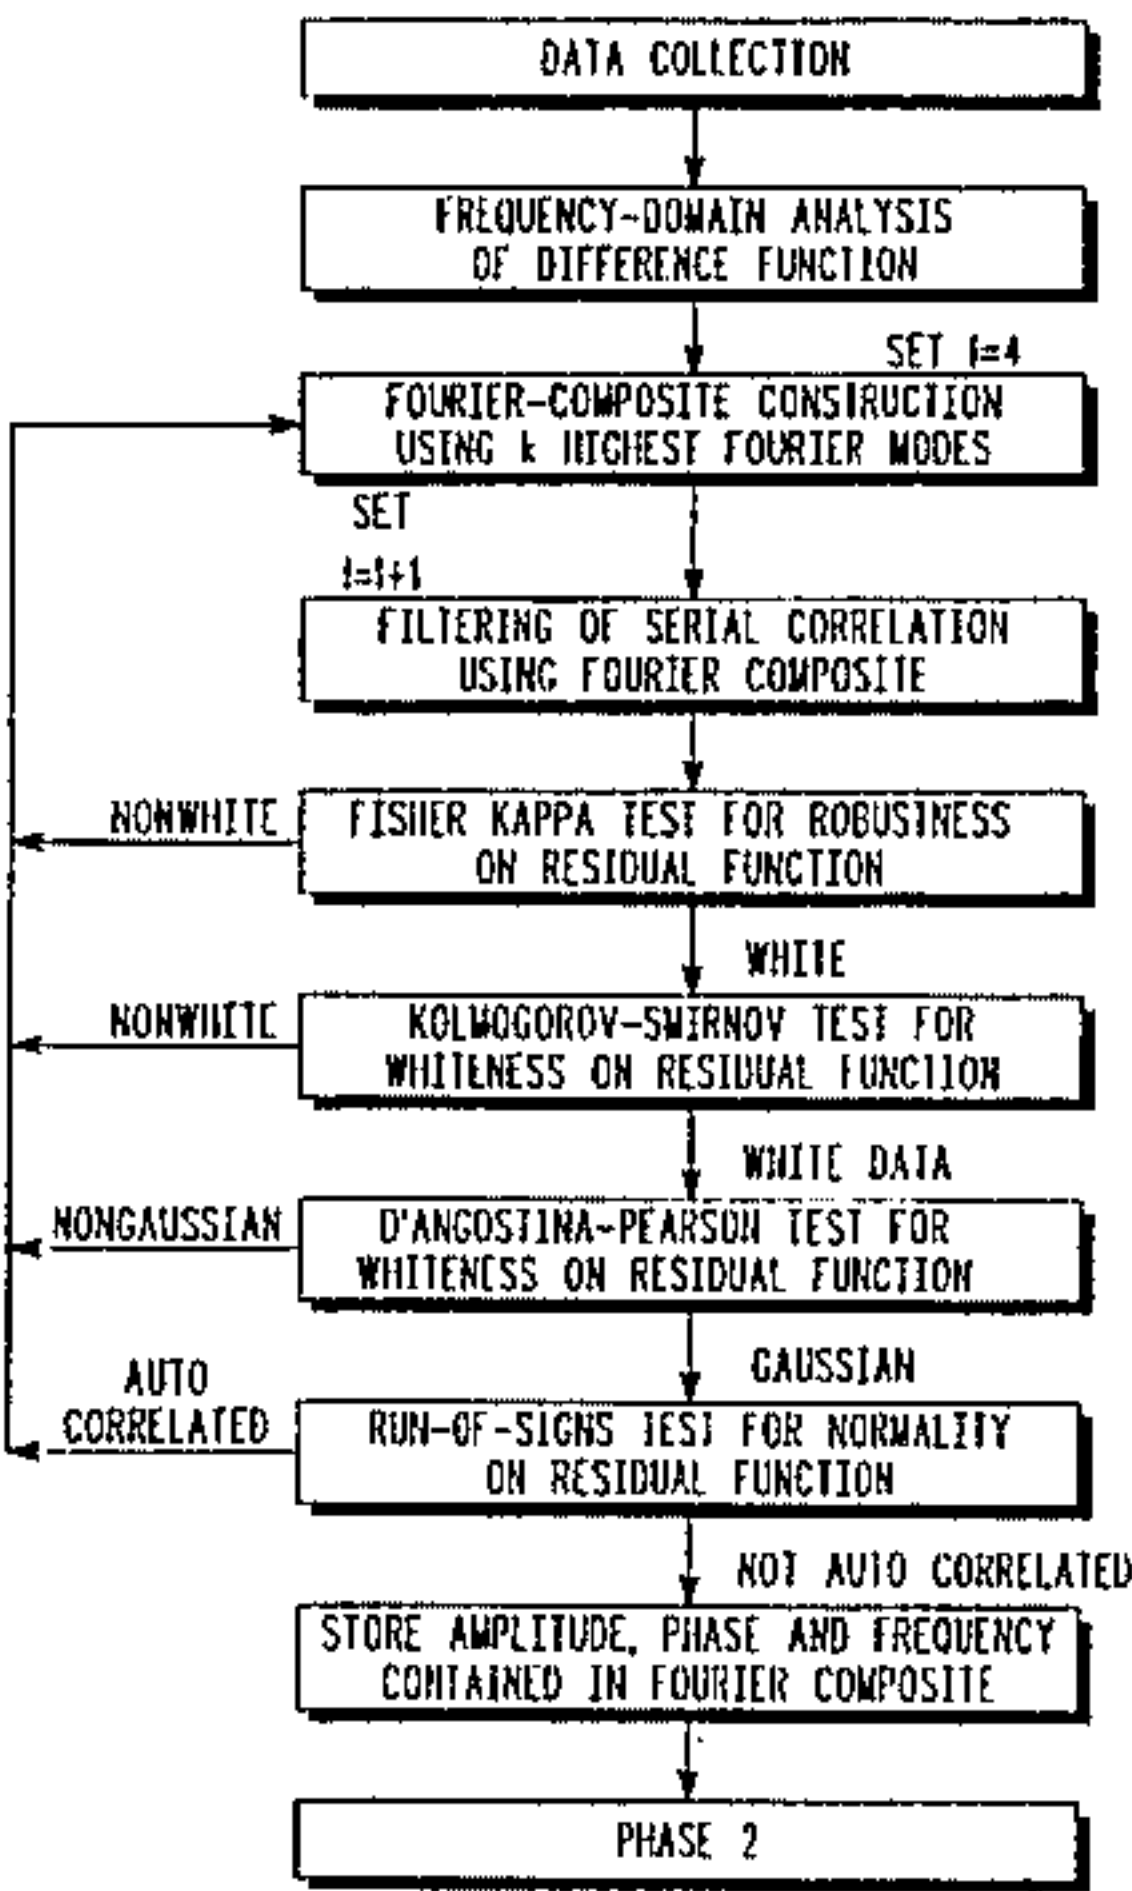 DATA COLLECTION
FREQUENCY-DOMAIN ANALYSIS
OF DIFFERENCE FUNCTION
SET
FOURIER-COMPOSITE CONSTRUCTION
USING k HIGHEST FOURIER MODES
SET
FILTERING OF SERIAL CORRELATION
USING FOURIER COMPOSITE
NONWHITE
FISHER KAPPA TEST FOR ROBUSTNESS
ON RESIDUAL FUNCTION
WHITE
NONWHITE
KOLMOGOROV-SMIRNOV TEST FOR
WHITENESS ON RESIDUAL FUNCTION
WHITE DATA
NONGAUSSIAN
D'ANGOSTINA-PEARSON TEST FOR
WHITENESS ON RESIDUAL FUNCTION
GAUSSIAN
AUTO
CORRELATED
RUN-OF-SIGNS TEST FOR NORMALITY
ON RESIDUAL FUNCTION
NOT AUTO CORRELATED
STORE AMPLITUDE, PHASE AND FREQUENCY
CONTAINED IN FOURIER COMPOSITE
PHASE 2